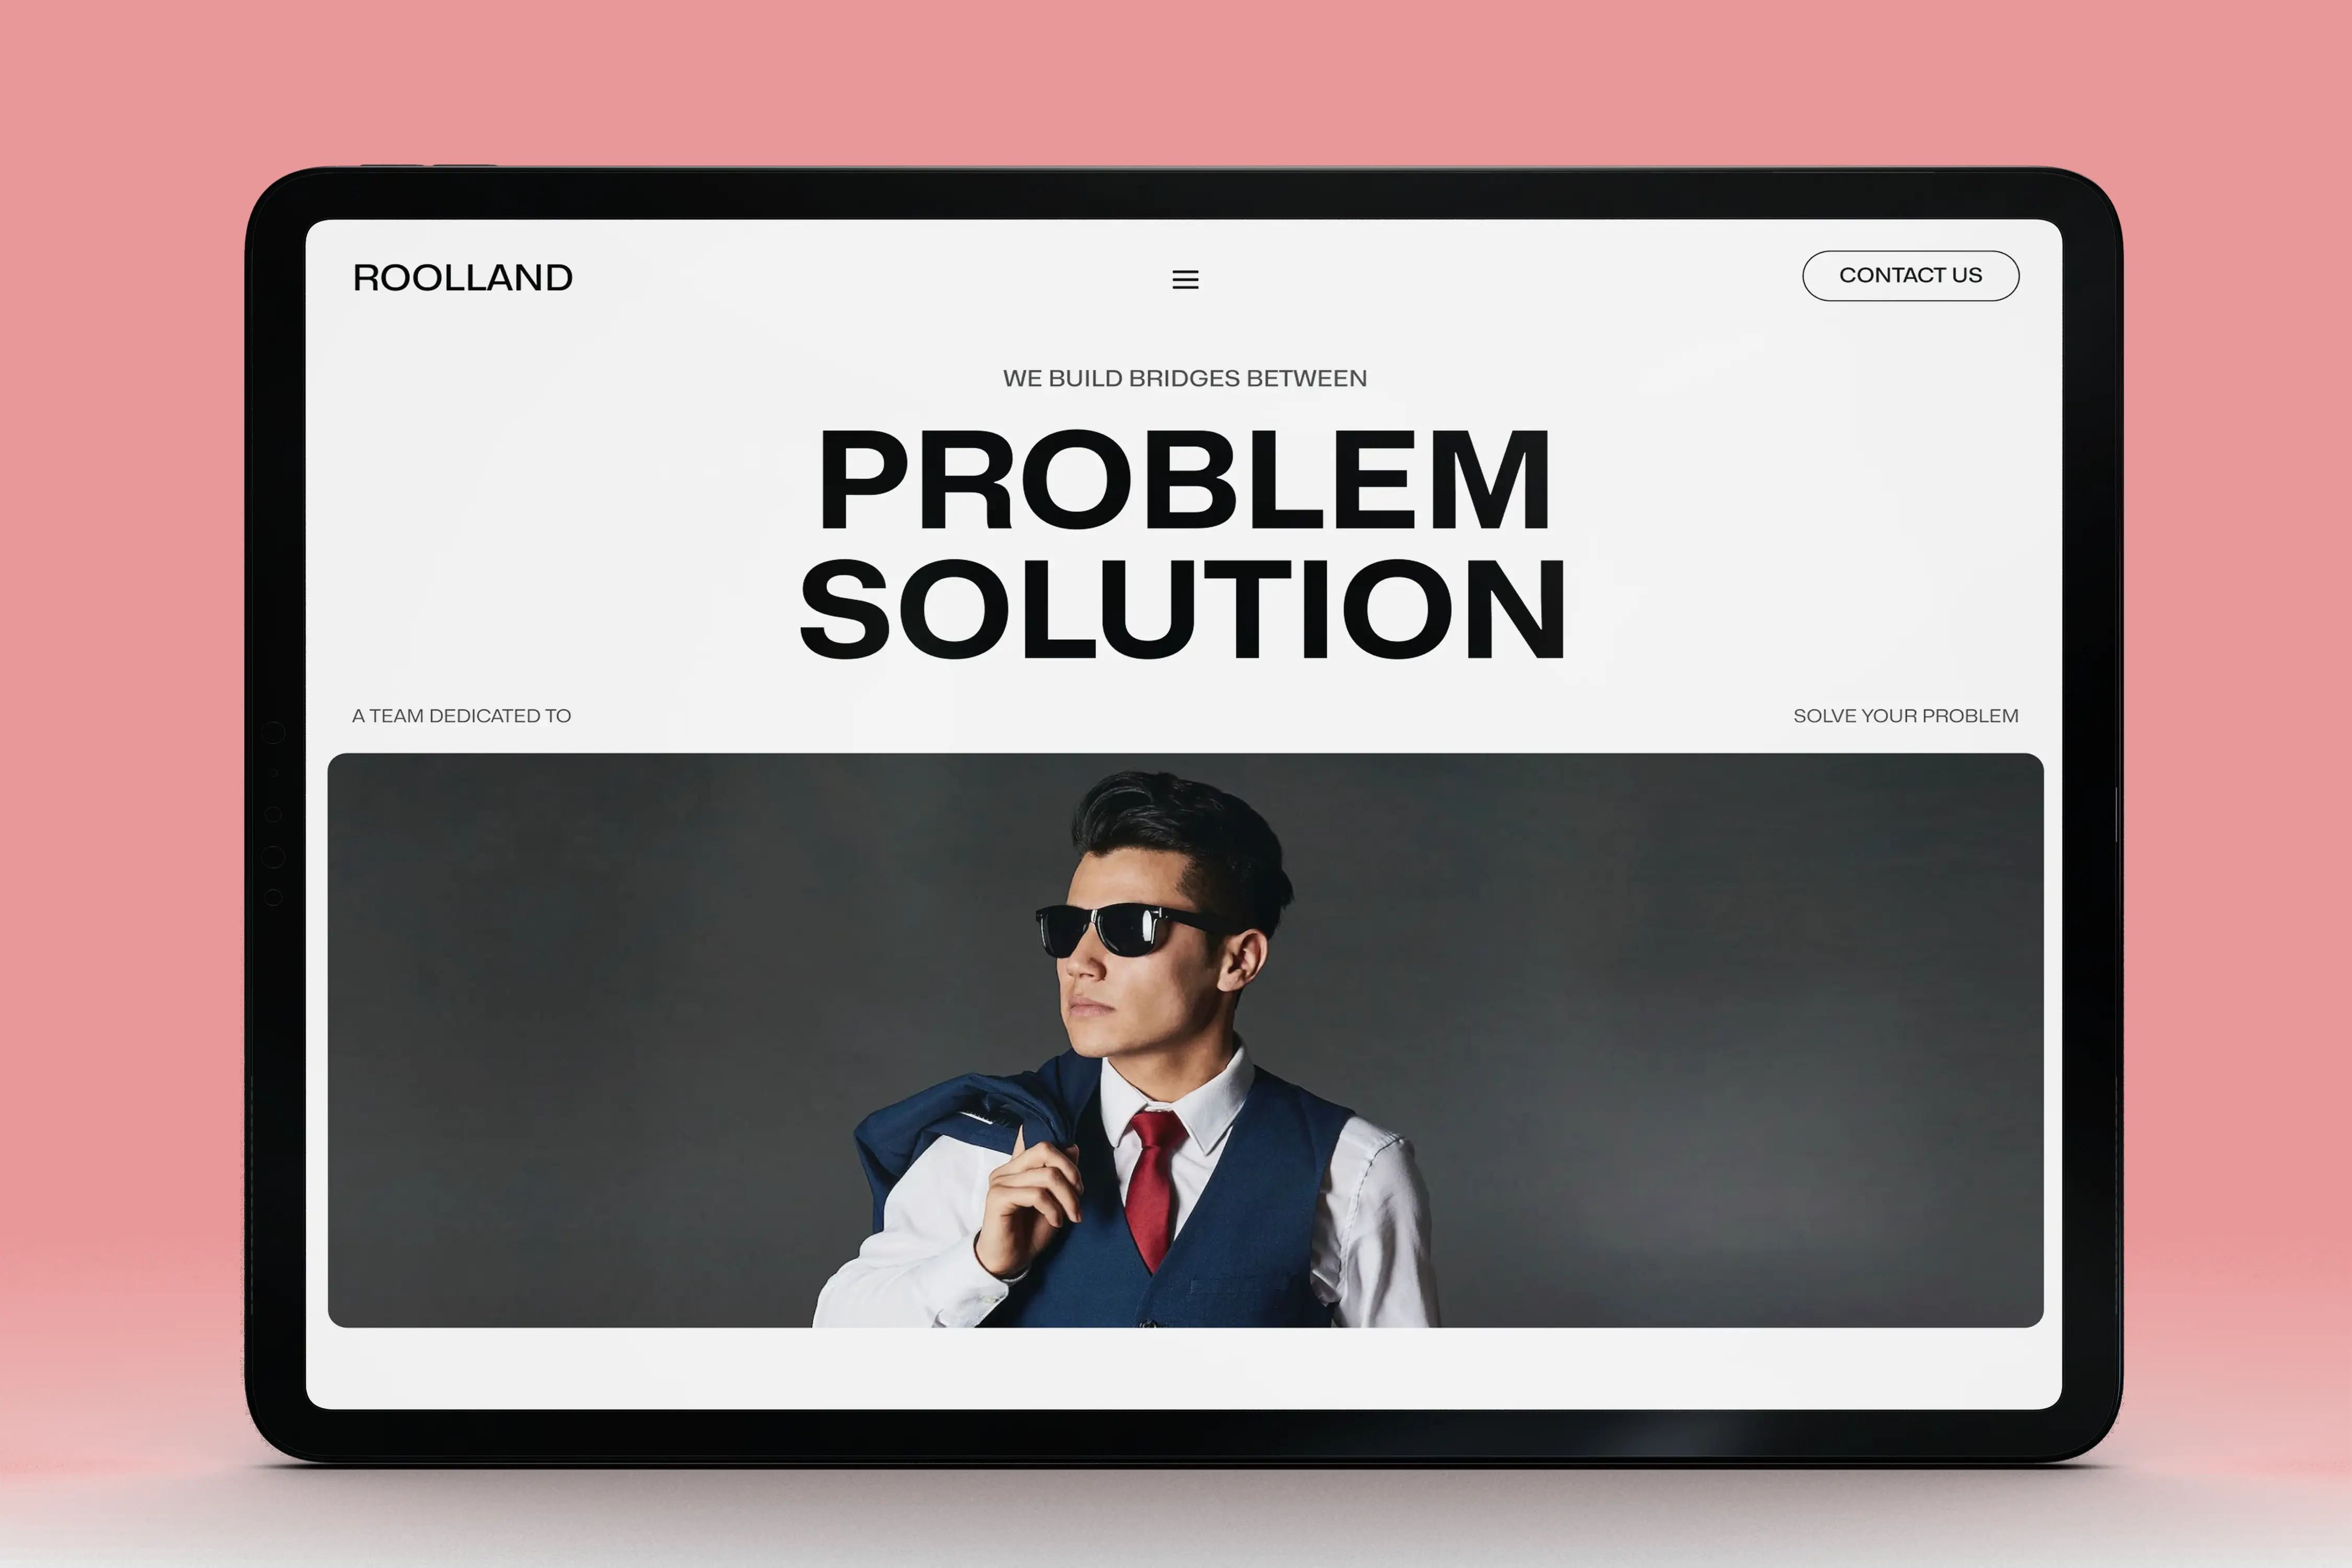 ROOLLAND
CONTACT US
WE BUILD BRIDGES BETWEEN
PROBLEM
SOLUTION
A TEAM DEDICATED TO
SOLVE YOUR PROBLEM